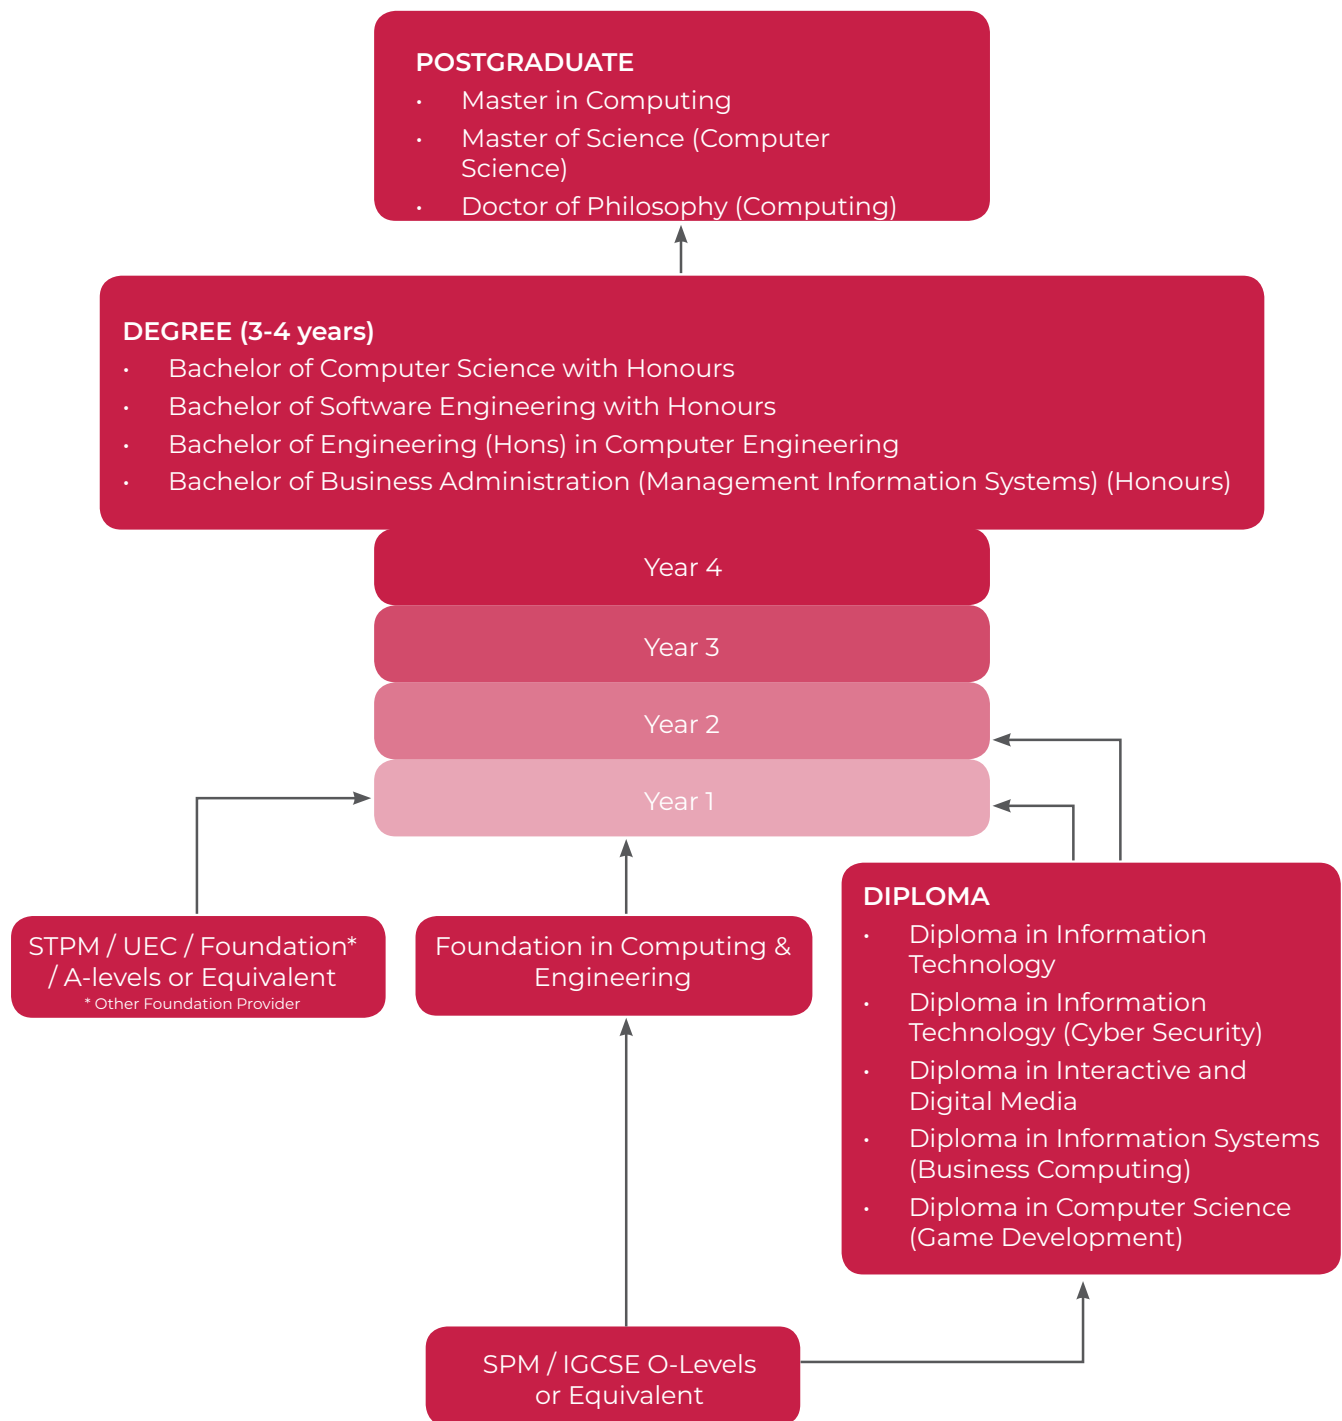 POSTGRADUATE
• Master in Computing
• Master of Science (Computer
Science)
• Doctor of Philosophy (Computing)
DEGREE (3-4 years)
• Bachelor of Computer Science with Honours
• Bachelor of Software Engineering with Honours
• Bachelor of Engineering (Hons) in Computer Engineering
• Bachelor of Business Administration (Management Information Systems) (Honours)
Year 4
Year 3
Year 2
Year 1
STPM / UEC / Foundation*
/ A-levels or Equivalent
* Other Foundation Provider
Foundation in Computing &
Engineering
DIPLOMA
• Diploma in Information
Technology
• Diploma in Information
Technology (Cyber Security)
• Diploma in Interactive and
Digital Media
• Diploma in Information Systems
(Business Computing)
• Diploma in Computer Science
(Game Development)
SPM / IGCSE O-Levels
or Equivalent